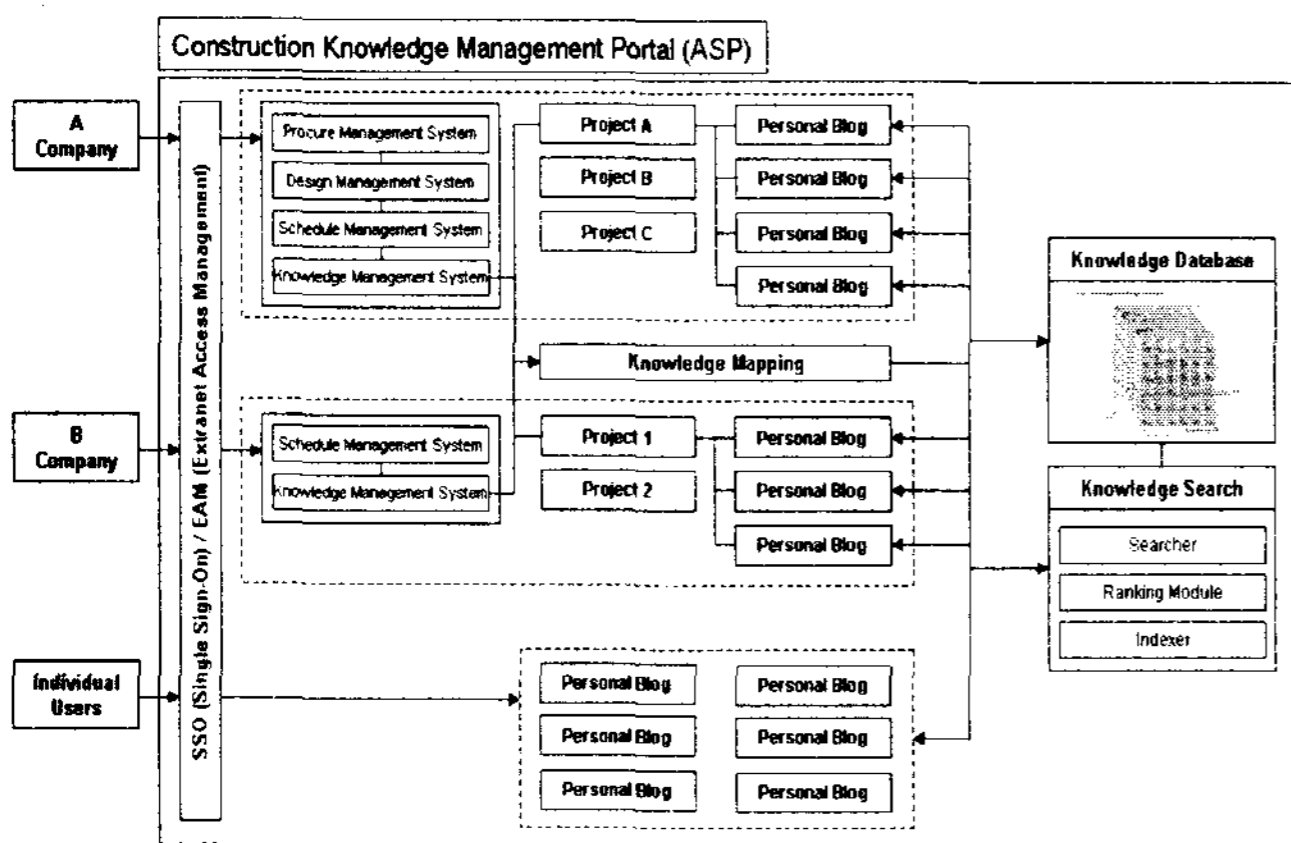 Construction Knowledge Management Portal (ASP)
A
Company
B
Company
Individual
Users
SSO (Single Sign-On) / EAM (Extranet Access Management)
Procure Management System
Design Management System
Schedule Management System
Knowledge Management System
Project A
Project B
Project C
Personal Blog
Personal Blog
Personal Blog
Personal Blog
Knowledge Mapping
Schedule Management System
Knowledge Management System
Project 1
Project 2
Personal Blog
Personal Blog
Personal Blog
Personal Blog
Personal Blog
Personal Blog
Personal Blog
Personal Blog
Personal Blog
Knowledge Database
Knowledge Search
Searcher
Ranking Module
Indexer